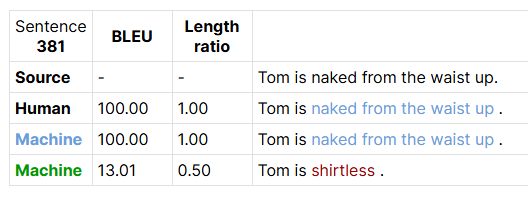 Sentence 381 BLEU Length ratio
Source - - Tom is naked from the waist up.
Human 100.00 1.00 Tom is naked from the waist up .
Machine 100.00 1.00 Tom is naked from the waist up .
Machine 13.01 0.50 Tom is shirtless .